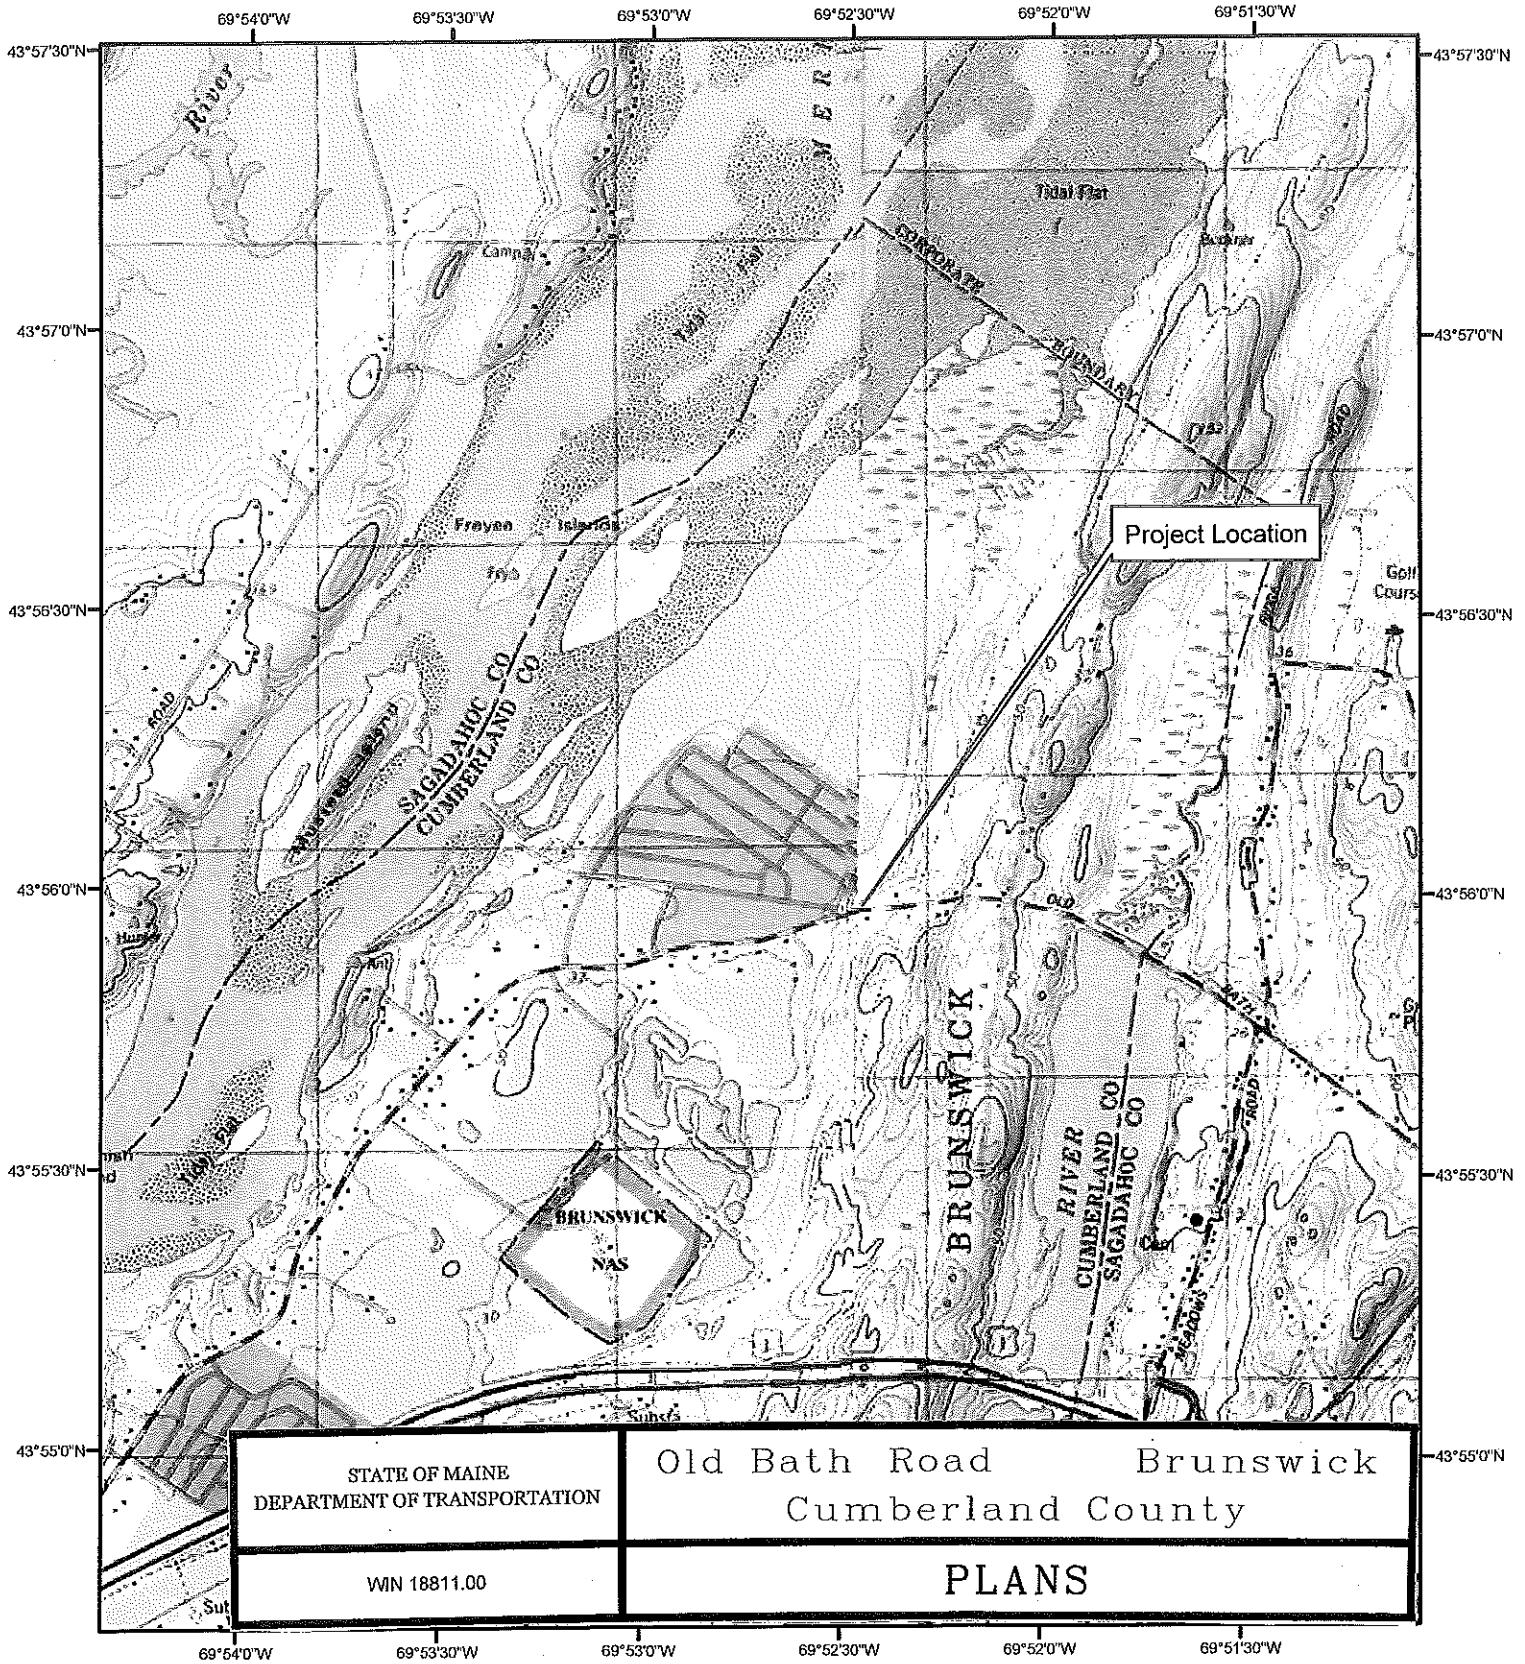 69°54'0"W 69°53'30"W 69°53'0"W 69°52'30"W 69°52'0"W 69°51'30"W
43°57'30"N
43°57'30"N
River
M E R
Tidal Flat
CORPORATE
BOUNDARY
43°57'0"N
43°57'0"N
Tidal Flat
Project Location
Islands
Golf
43°56'30"N
43°56'30"N
ROAD
36
SAGADAHOC CO
CUMBERLAND CO
Mustard Island
43°56'0"N
43°56'0"N
OLD
BATH
BRUNSWICK
ROAD
Tidal Flat
RIVER
CUMBERLAND CO
SAGADAHOC CO
43°55'30"N
43°55'30"N
BRUNSWICK
NAS
MEADOWS
Substa
43°55'0"N
43°55'0"N
STATE OF MAINE
DEPARTMENT OF TRANSPORTATION
Old Bath Road Brunswick
Cumberland County
WIN 18811.00
PLANS
Sut
69°54'0"W 69°53'30"W 69°53'0"W 69°52'30"W 69°52'0"W 69°51'30"W